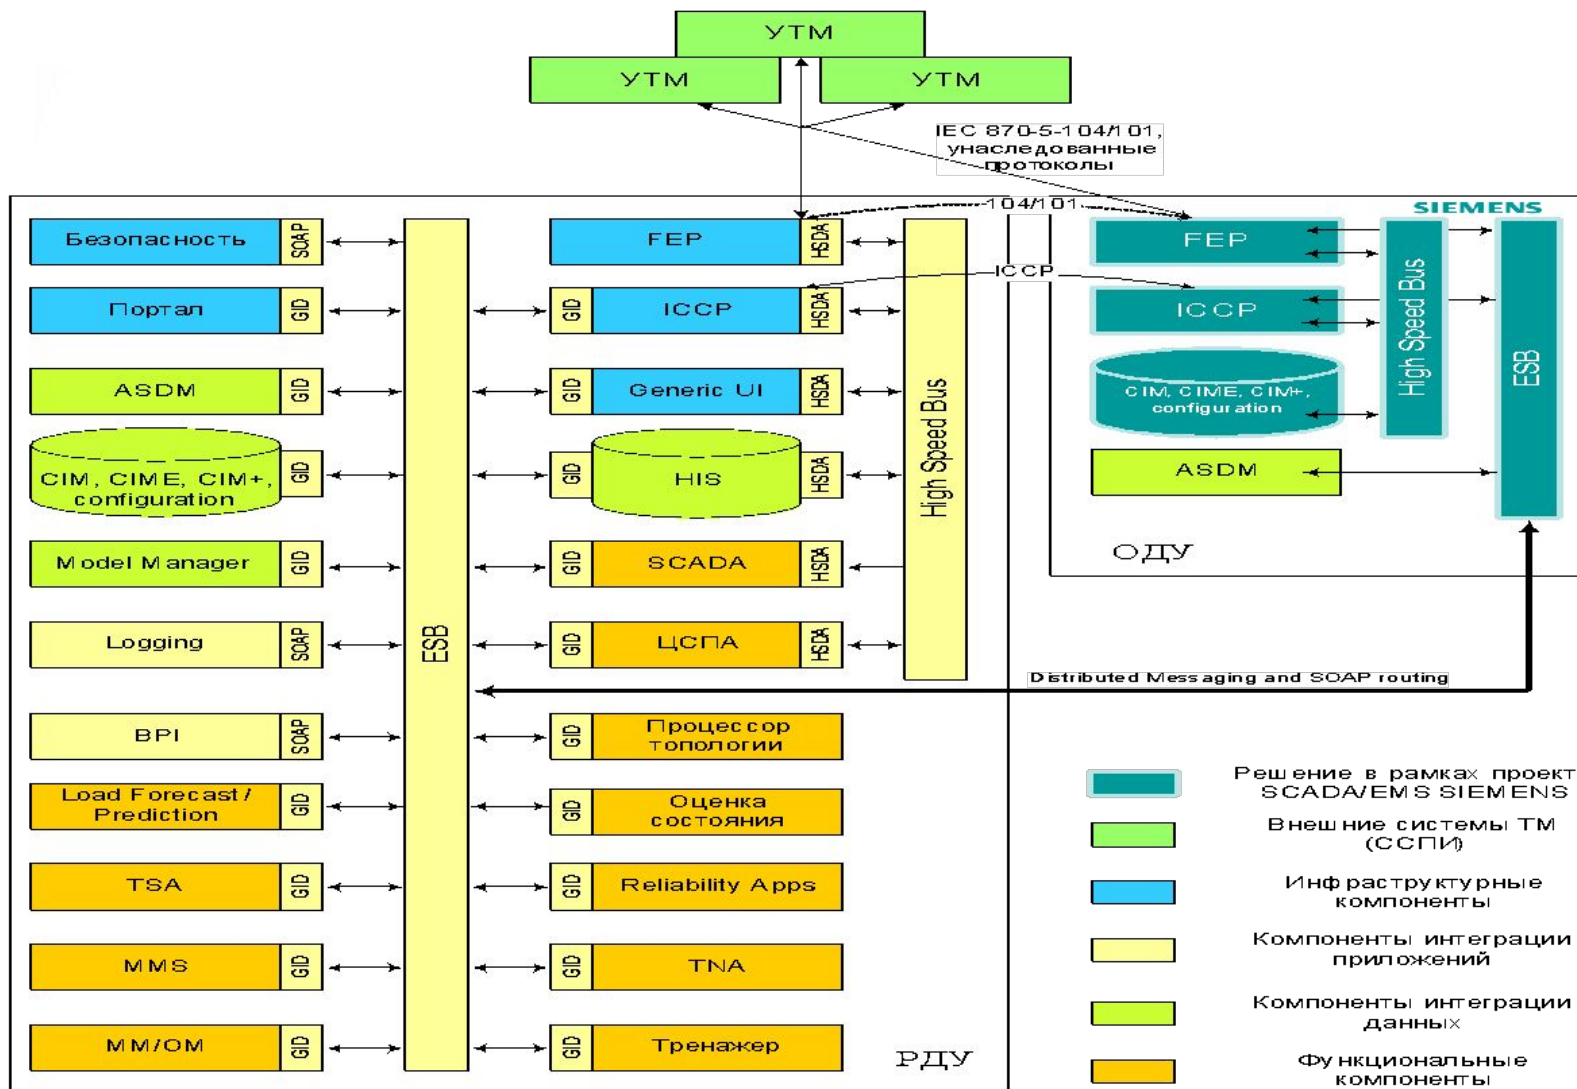 УТМ
УТМ
УТМ
IEC 870-5-104/101,
унаследованные
протоколы
104/101
SIEMENS
Безопасность
SOAP
FEP
HSDA
FEP
ICCP
Портал
GID
GID
ICCP
HSDA
ICCP
ASDM
GID
GID
Generic UI
HSDA
CIM, CIME, CIM+,
configuration
High Speed Bus
ESB
CIM, CIME, CIM+,
configuration
GID
GID
HIS
HSDA
High Speed Bus
ASDM
ОДУ
Model Manager
GID
GID
SCADA
HSDA
Logging
SOAP
ESB
GID
ЦСПА
HSDA
Distributed Messaging and SOAP routing
BPI
SOAP
GID
Процессор
топологии
Load Forecast /
Prediction
GID
GID
Оценка
состояния
TSA
GID
GID
Reliability Apps
MMS
GID
GID
TNA
MM/OM
GID
GID
Тренажер
РДУ
Решение в рамках проект
SCADA/EMS SIEMENS
Внешние системы ТМ
(ССПИ)
Инфраструктурные
компоненты
Компоненты интеграции
приложений
Компоненты интеграции
данных
Функциональные
компоненты